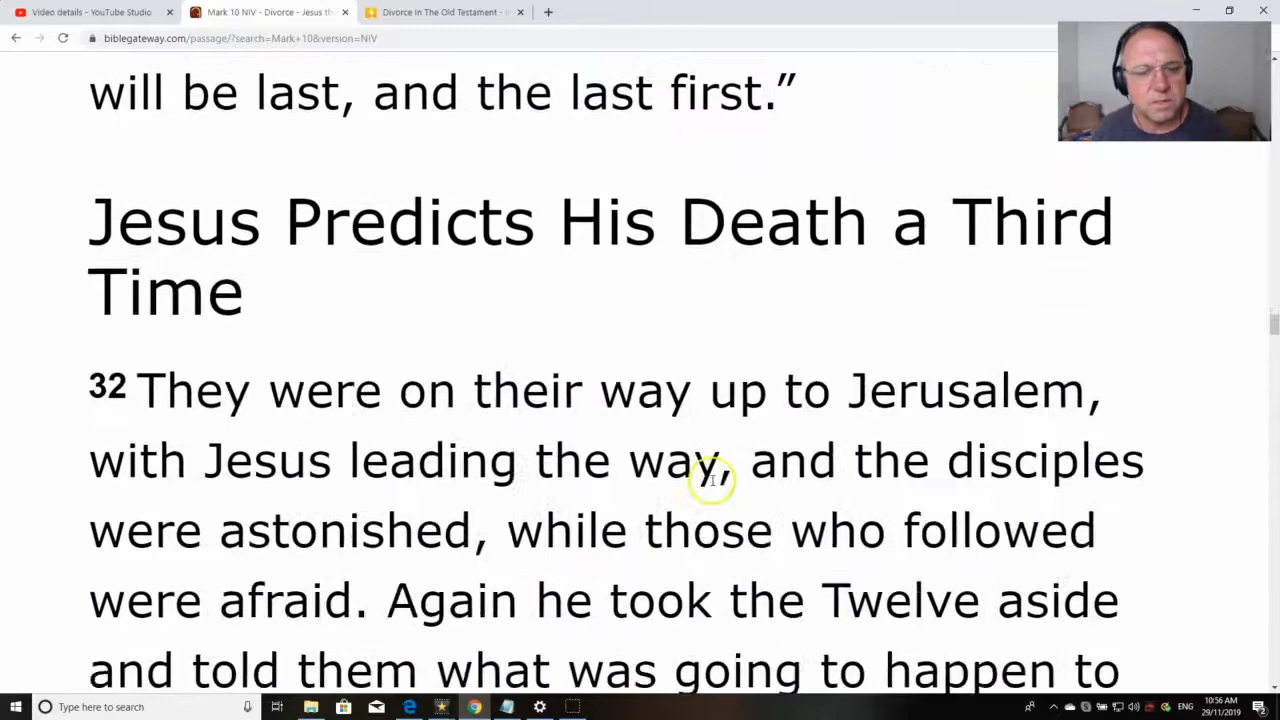 Video details - YouTube Studio
Mark 10 NIV - Divorce - Jesus th
Divorce In The Old Testament -
biblegateway.com/passage/?search=Mark+10&version=NIV
will be last, and the last first.”
Jesus Predicts His Death a Third
Time
32 They were on their way up to Jerusalem,
with Jesus leading the way, and the disciples
were astonished, while those who followed
were afraid. Again he took the Twelve aside
and told them what was going to happen to
Type here to search
10:56 AM
29/11/2019